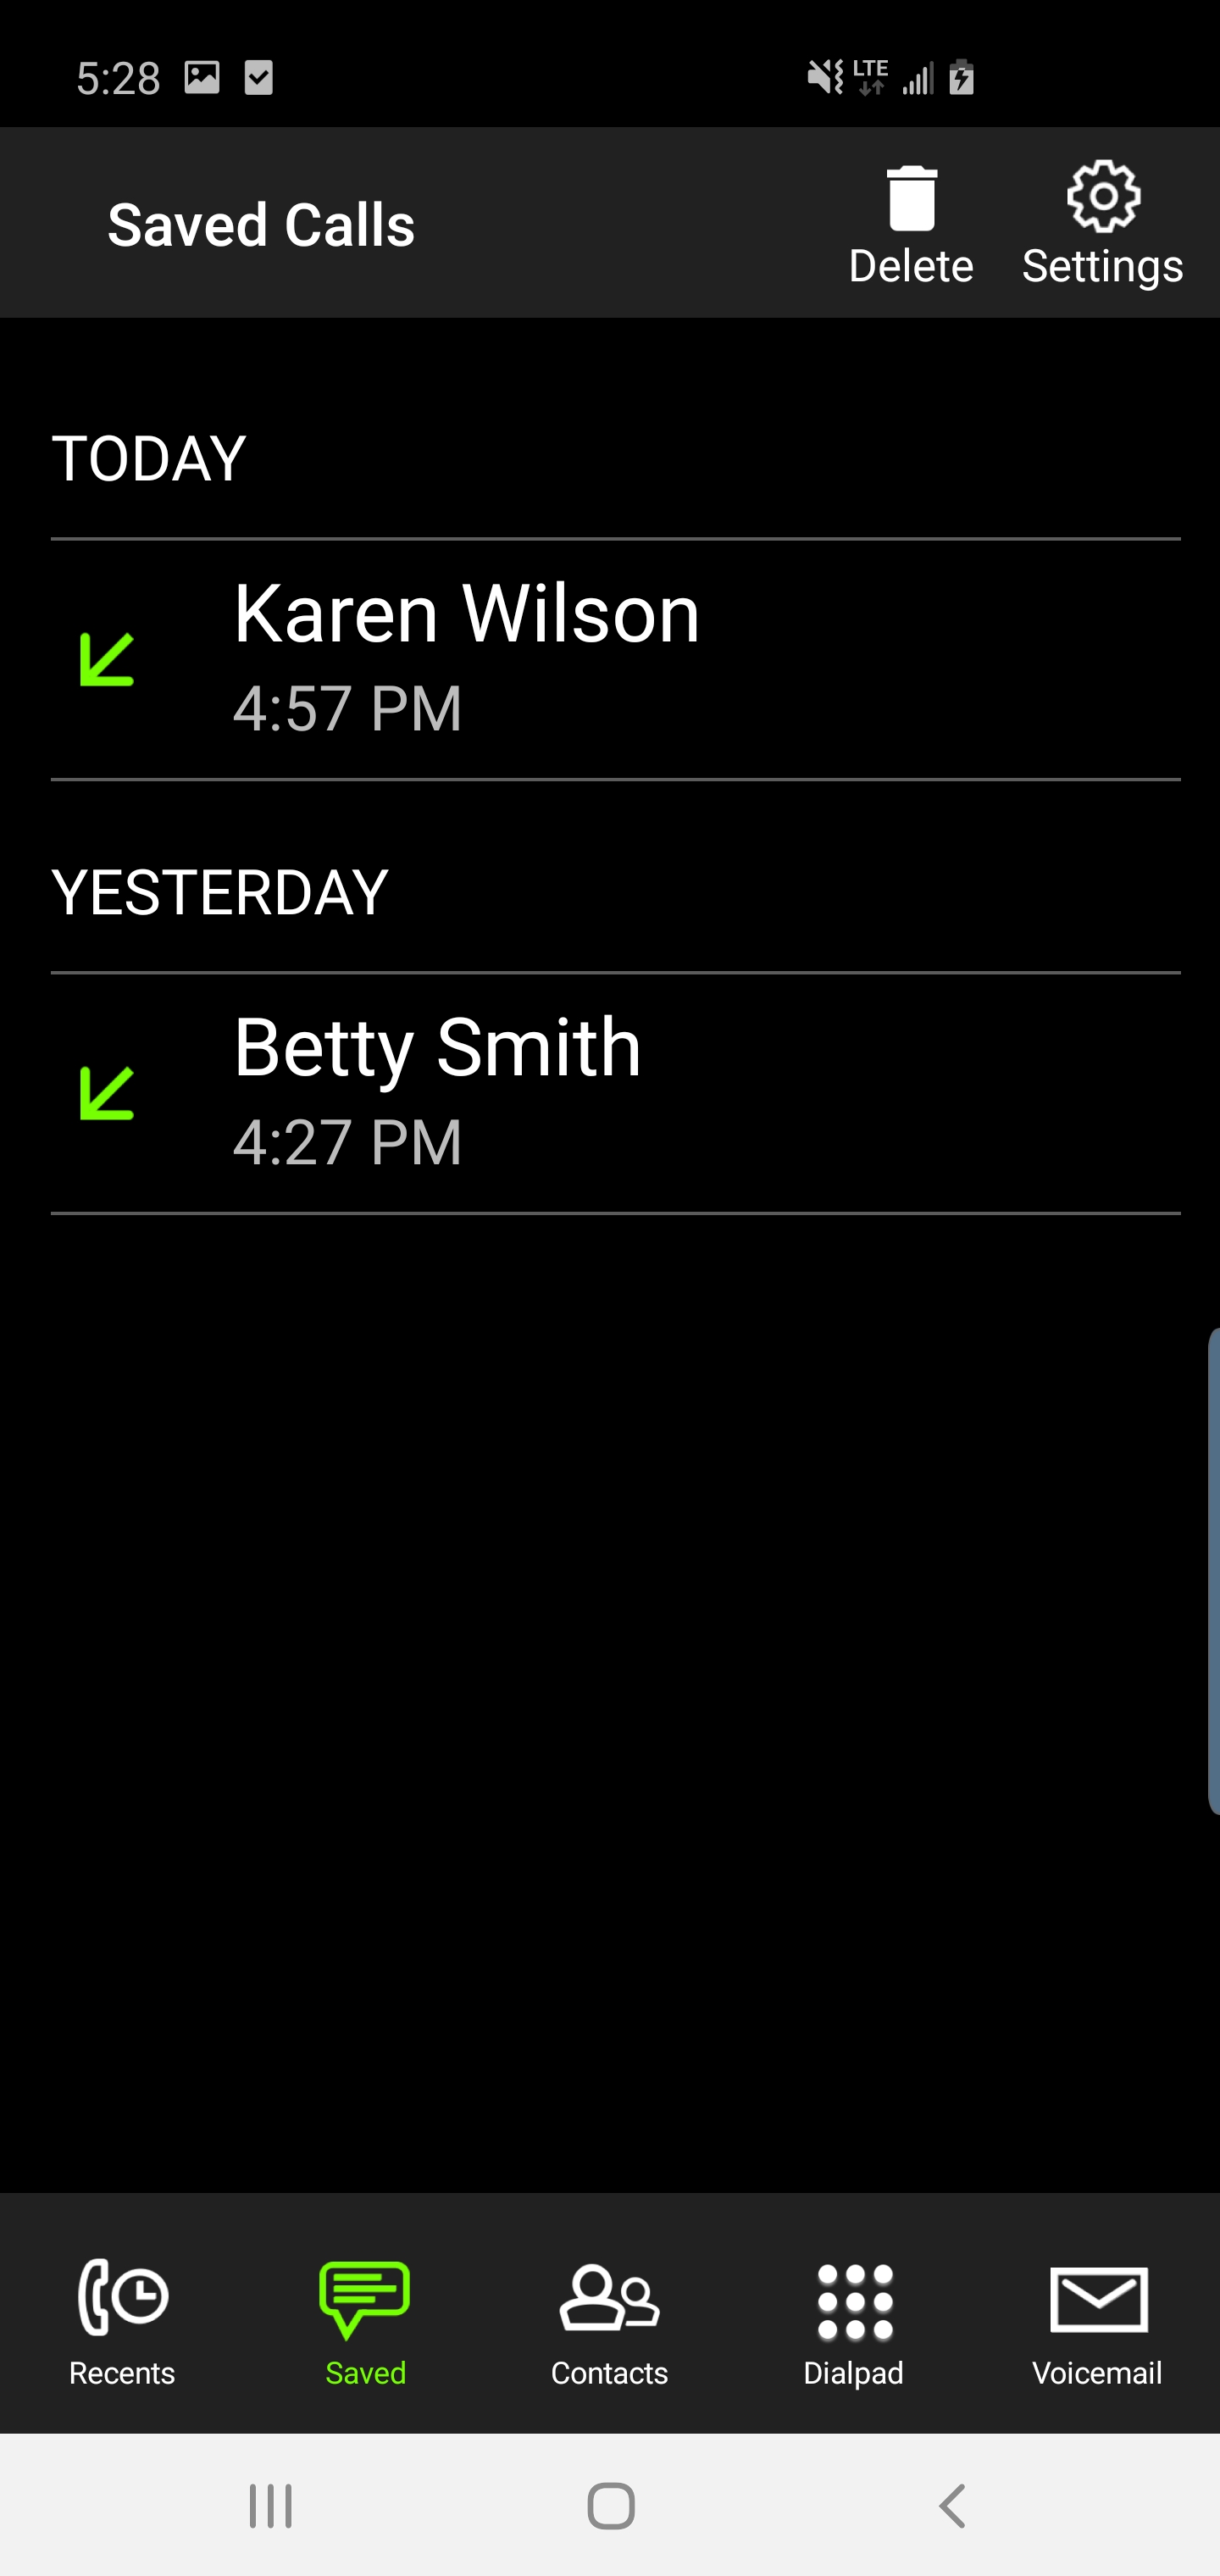 5:28 LTE
Saved Calls
Delete Settings
TODAY
Karen Wilson
4:57 PM
YESTERDAY
Betty Smith
4:27 PM
Recents Saved Contacts Dialpad Voicemail